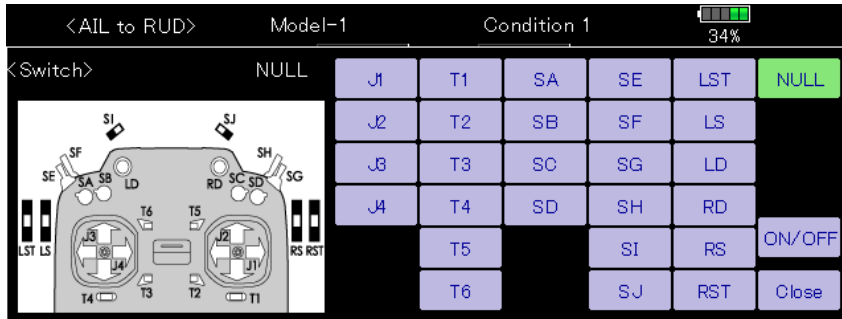 <AIL to RUD> Model-1 Condition 1
34%
<Switch> NULL
J1 T1 SA SE LST NULL
J2 T2 SB SF LS
J3 T3 SC SG LD
J4 T4 SD SH RD
T5 SI RS ON/OFF
T6 SJ RST Close
SI SJ
SF SH
SE SA SB LD RD SC SD SG
T6 T5
J3 J2
LST LS RS RST
J4 J1
T4 T3 T2 T1